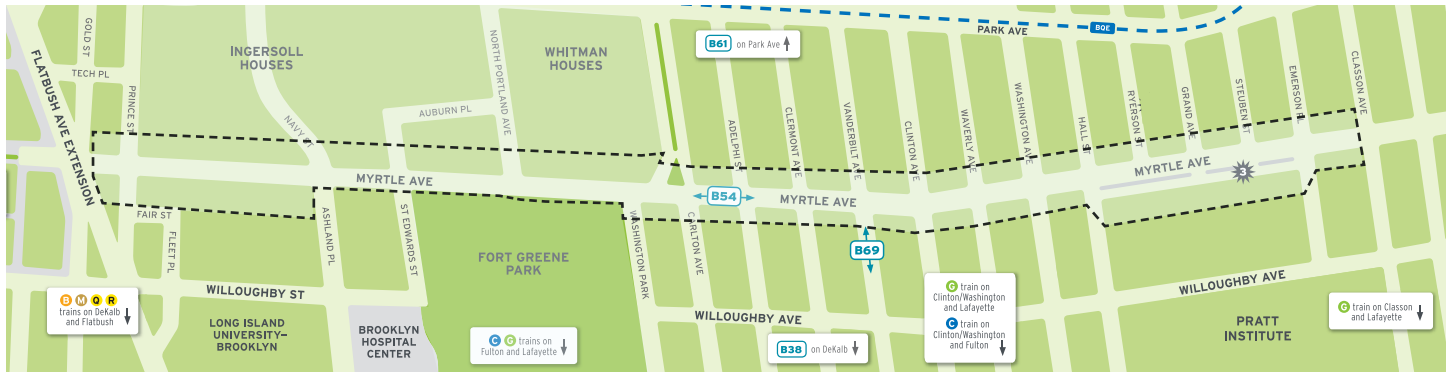 GOLD ST
TECH PL
PRINCE ST
FLATBUSH AVE EXTENSION
INGERSOLL
HOUSES
NAVY ST
AUBURN PL
NORTH PORTLAND AVE
WHITMAN
HOUSES
B61 on Park Ave
PARK AVE
BQE
ADELPHI ST
CLERMONT AVE
VANDERBILT AVE
CLINTON AVE
WAVERLY AVE
WASHINGTON AVE
HALL ST
RYERSON ST
GRAND AVE
STEUBEN ST
EMERSON PL
CLASSON AVE
MYRTLE AVE
B54
MYRTLE AVE
MYRTLE AVE
3
FAIR ST
FLEET PL
ASHLAND PL
ST EDWARDS ST
FORT GREENE
PARK
WASHINGTON PARK
CARLTON AVE
B69
WILLOUGHBY ST
WILLOUGHBY AVE
WILLOUGHBY AVE
B M Q R
trains on DeKalb
and Flatbush
LONG ISLAND
UNIVERSITY–
BROOKLYN
BROOKLYN
HOSPITAL
CENTER
C G trains on
Fulton and Lafayette
B38 on DeKalb
G train on
Clinton/Washington
and Lafayette
C train on
Clinton/Washington
and Fulton
PRATT
INSTITUTE
G train on Classon
and Lafayette